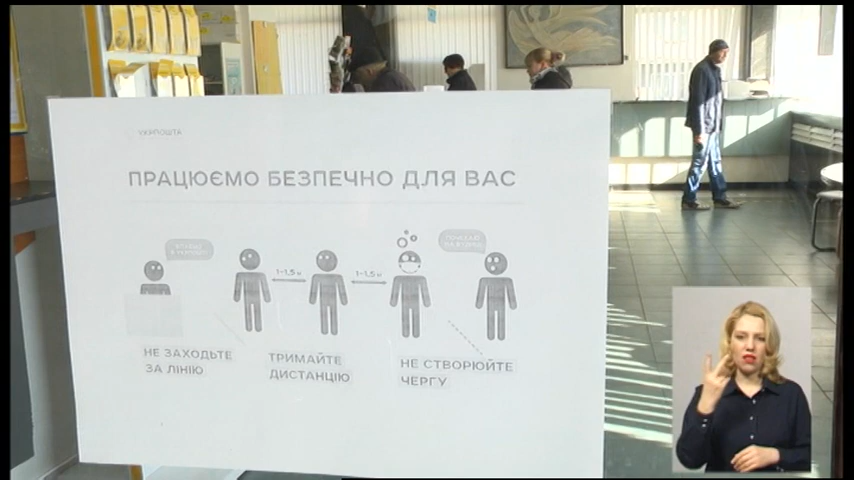 УКРПОШТА
ПРАЦЮЄМО БЕЗПЕЧНО ДЛЯ ВАС
1-1,5 м
1-1,5 м
НЕ ЗАХОДЬТЕ
ЗА ЛІНІЮ
ТРИМАЙТЕ
ДИСТАНЦІЮ
НЕ СТВОРЮЙТЕ
ЧЕРГУ